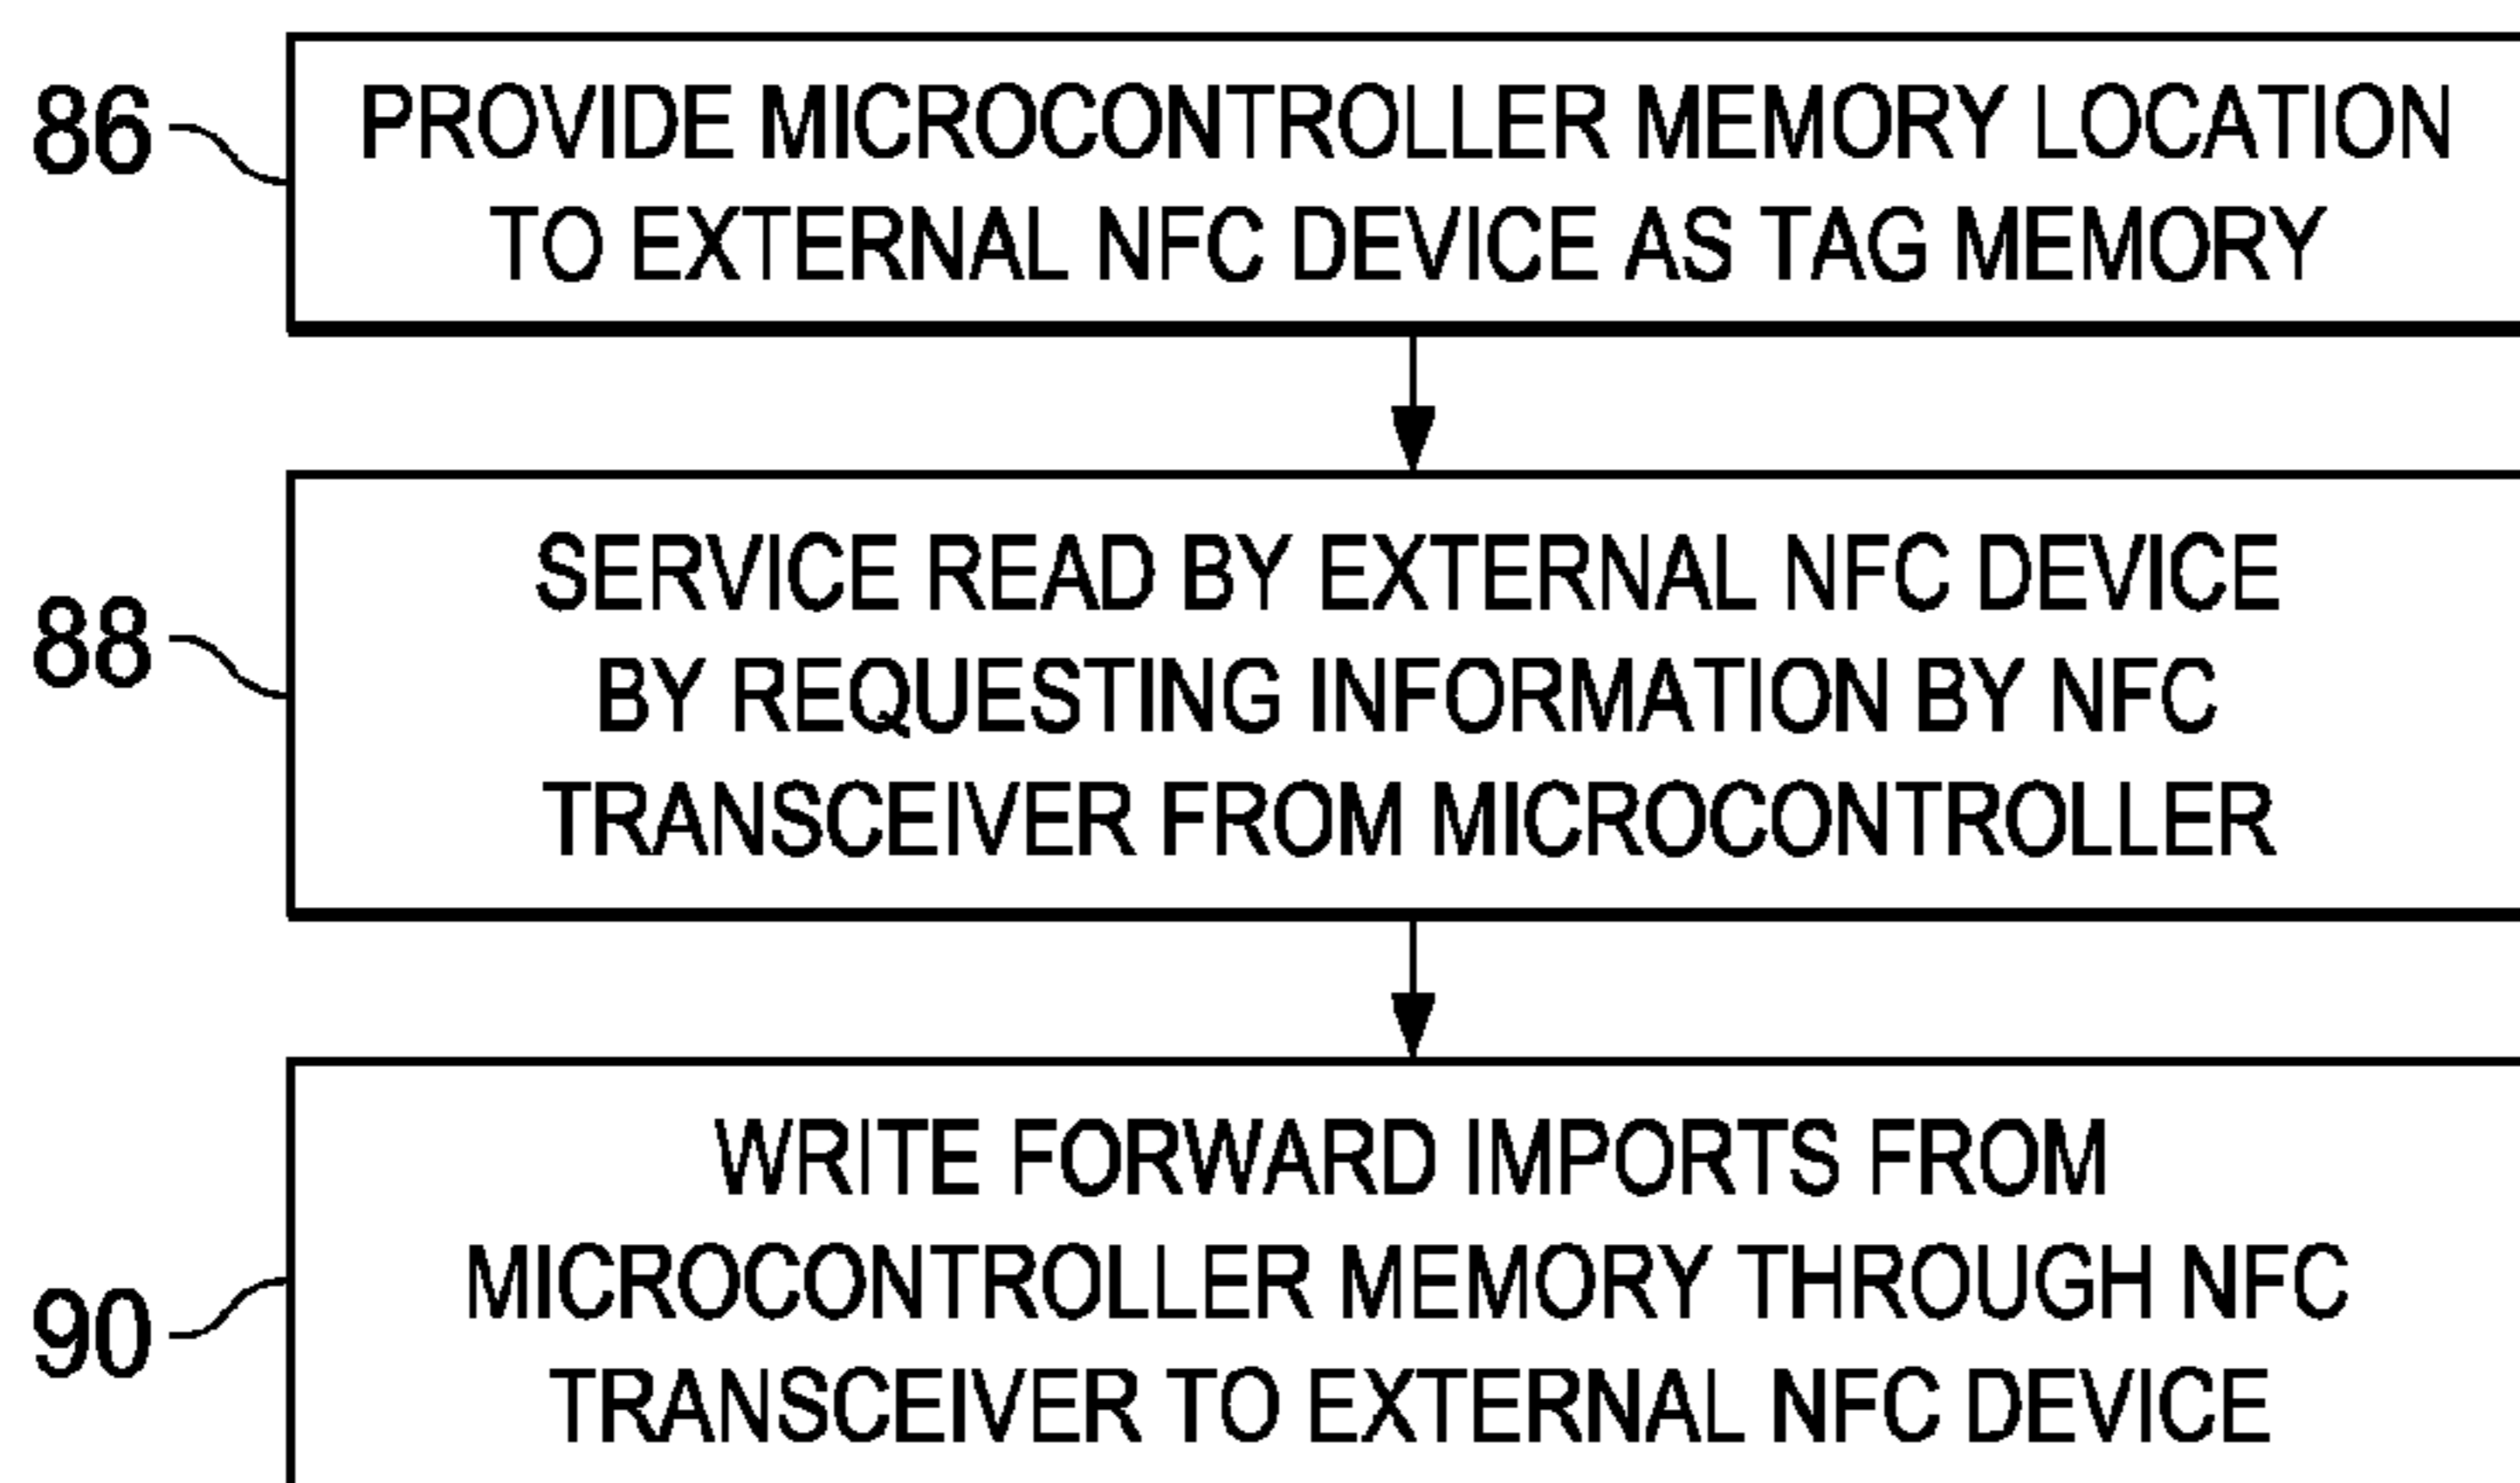 86
PROVIDE MICROCONTROLLER MEMORY LOCATION
TO EXTERNAL NFC DEVICE AS TAG MEMORY
88
SERVICE READ BY EXTERNAL NFC DEVICE
BY REQUESTING INFORMATION BY NFC
TRANSCEIVER FROM MICROCONTROLLER
90
WRITE FORWARD IMPORTS FROM
MICROCONTROLLER MEMORY THROUGH NFC
TRANSCEIVER TO EXTERNAL NFC DEVICE